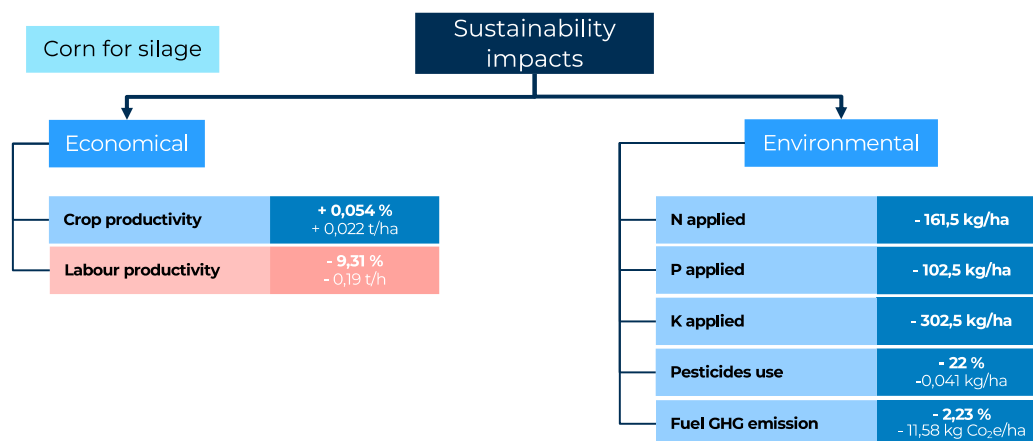 Corn for silage
Sustainability
impacts
Economical
Crop productivity
+ 0,054 %
+ 0,022 t/ha
Labour productivity
- 9,31 %
- 0,19 t/h
Environmental
N applied
- 161,5 kg/ha
P applied
- 102,5 kg/ha
K applied
- 302,5 kg/ha
Pesticides use
- 22 %
-0,041 kg/ha
Fuel GHG emission
- 2,23 %
- 11,58 kg Co₂e/ha